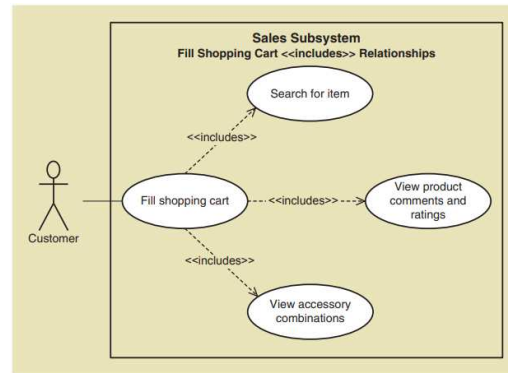 Sales Subsystem
Fill Shopping Cart <<includes>> Relationships
Search for item
<<includes>>
Customer
Fill shopping cart
<<includes>>
View product
comments and
ratings
<<includes>>
View accessory
combinations